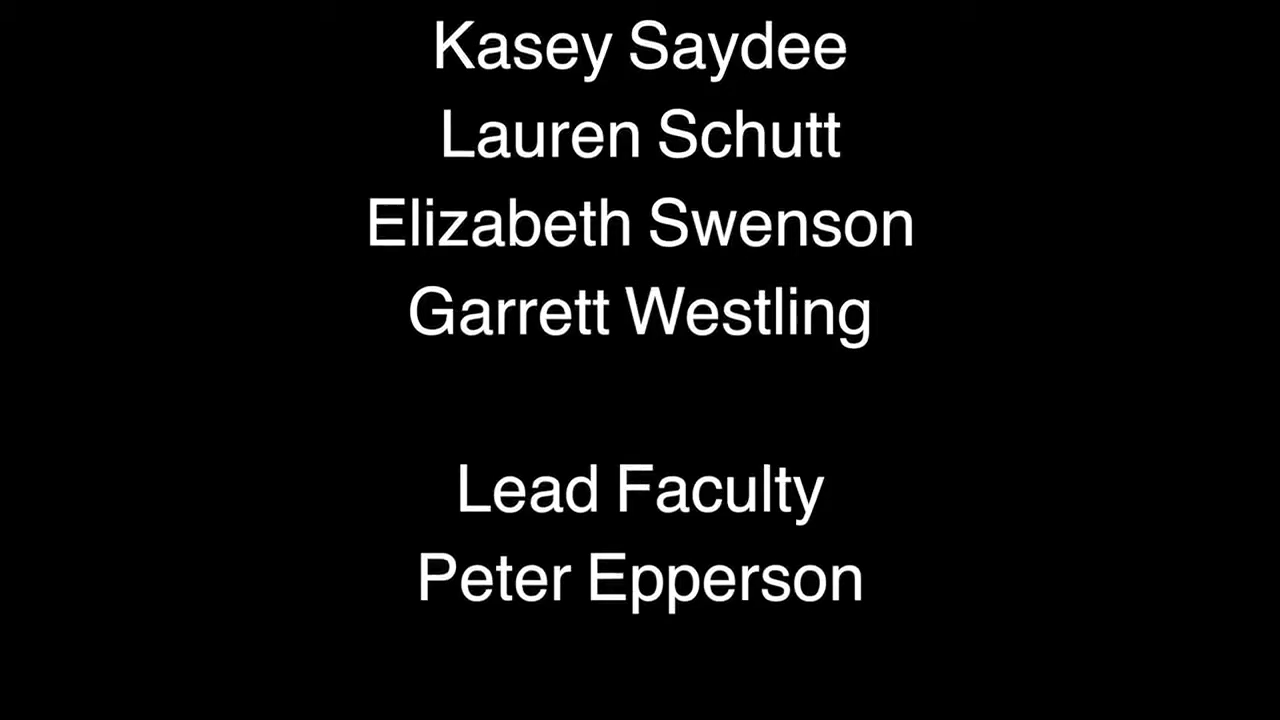 Kasey Saydee
Lauren Schutt
Elizabeth Swenson
Garrett Westling
Lead Faculty
Peter Epperson